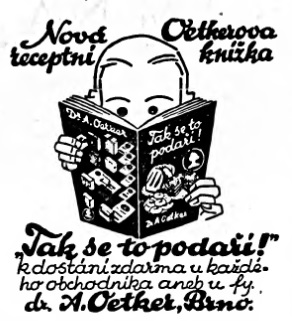 Nová Oetkerova
receptní knížka
Dr. A. Oetker
Tak se to
podaří!
Dr. A. Oetker
„Tak se to podaří!"
k dostání zdarma u každé-
ho obchodníka aneb u fy.
dr. A. Oetker, Brno.